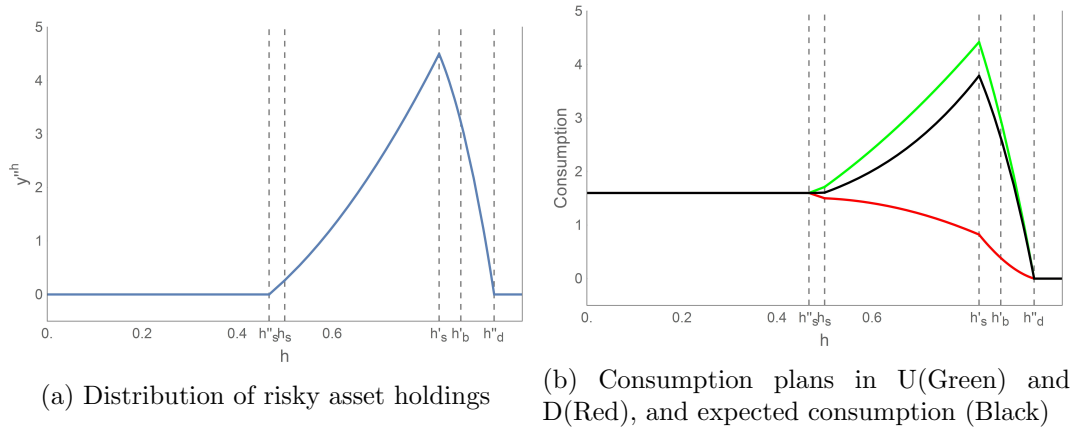 5
4
3
2
1
0
y''h
0.
0.2
0.4
0.6
h''s
hs
h's
h'b
h''d
h
(a) Distribution of risky asset holdings
5
4
3
2
1
0
Consumption
0.
0.2
0.4
0.6
h''s
hs
h's
h'b
h''d
h
(b) Consumption plans in U(Green) and
D(Red), and expected consumption (Black)